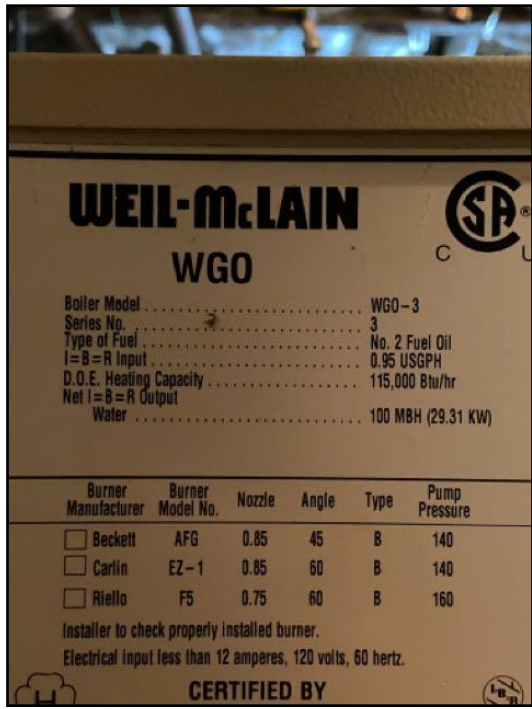 WEIL-McLAIN
CSA ®
C U
WGO
Boiler Model ........................ WGO-3
Series No. ........................ 3
Type of Fuel ........................ No. 2 Fuel Oil
I=B=R Input ........................ 0.95 USGPH
D.O.E. Heating Capacity ........................ 115,000 Btu/hr
Net I=B=R Output
Water ........................ 100 MBH (29.31 KW)
Burner Manufacturer Burner Model No. Nozzle Angle Type Pump Pressure
Beckett AFG 0.85 45 B 140
Carlin EZ-1 0.85 60 B 140
Riello F5 0.75 60 B 160
Installer to check properly installed burner.
Electrical input less than 12 amperes, 120 volts, 60 hertz.
CERTIFIED BY
H